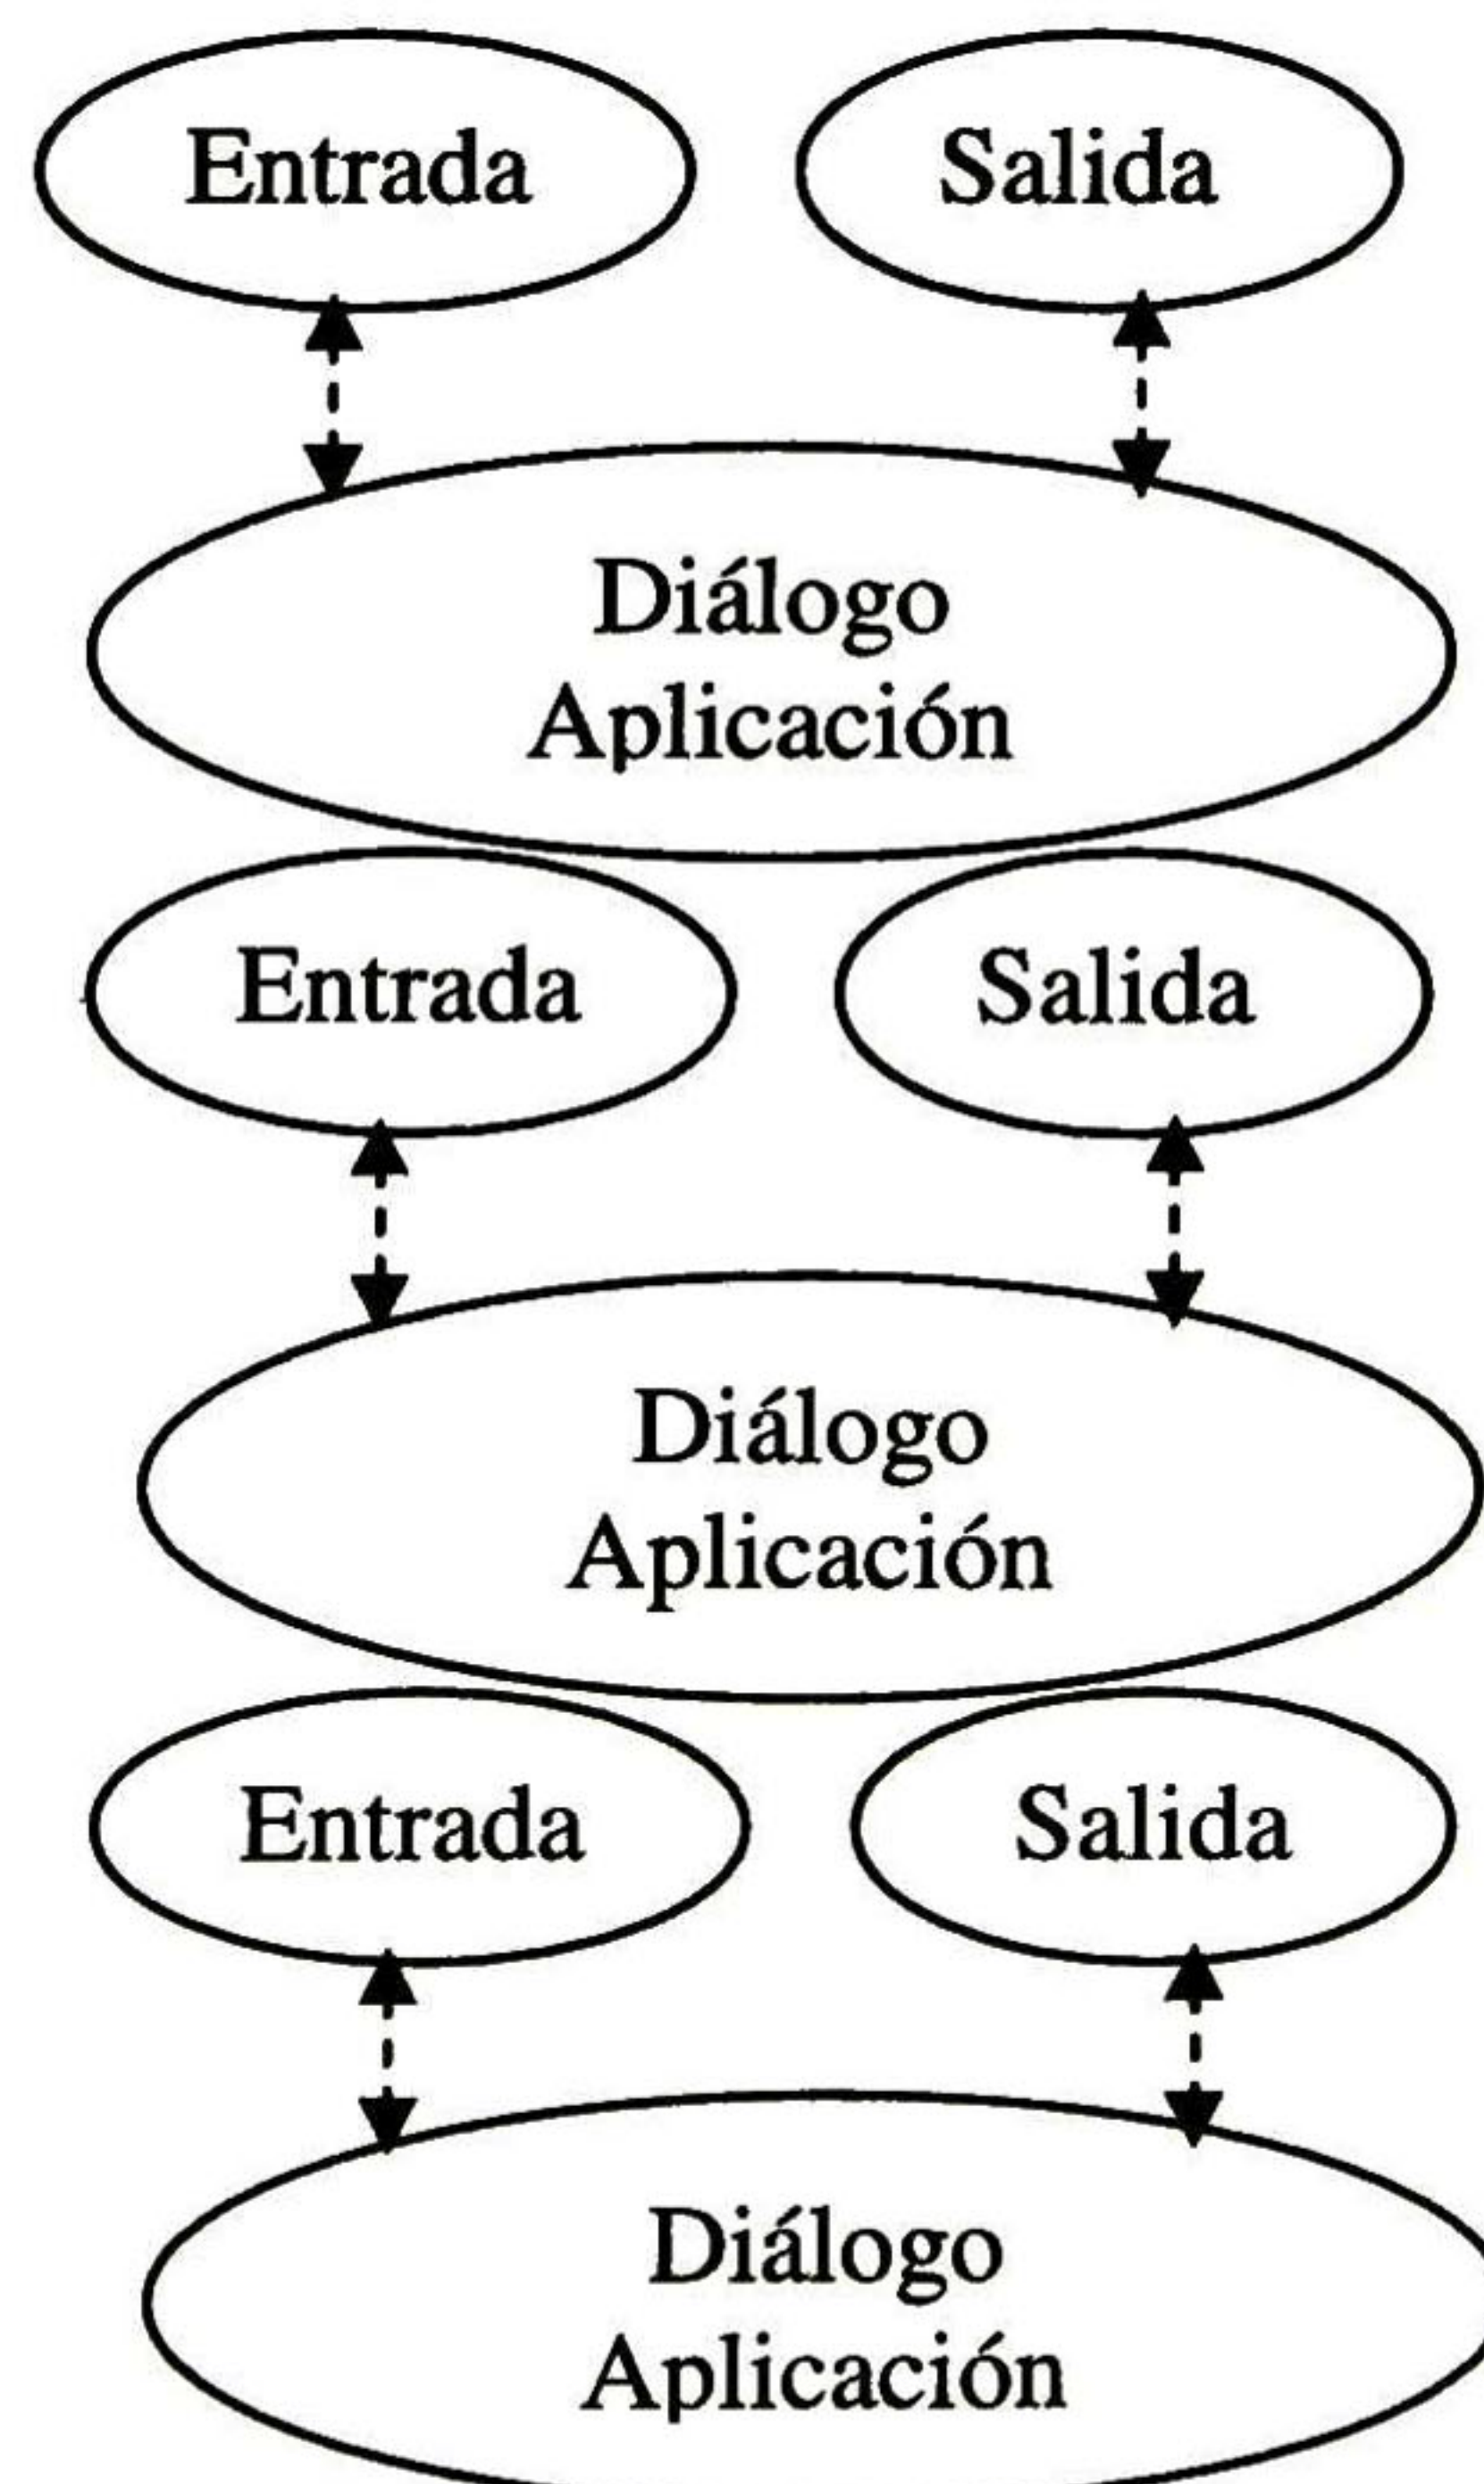 Entrada
Salida
Diálogo
Aplicación
Entrada
Salida
Diálogo
Aplicación
Entrada
Salida
Diálogo
Aplicación